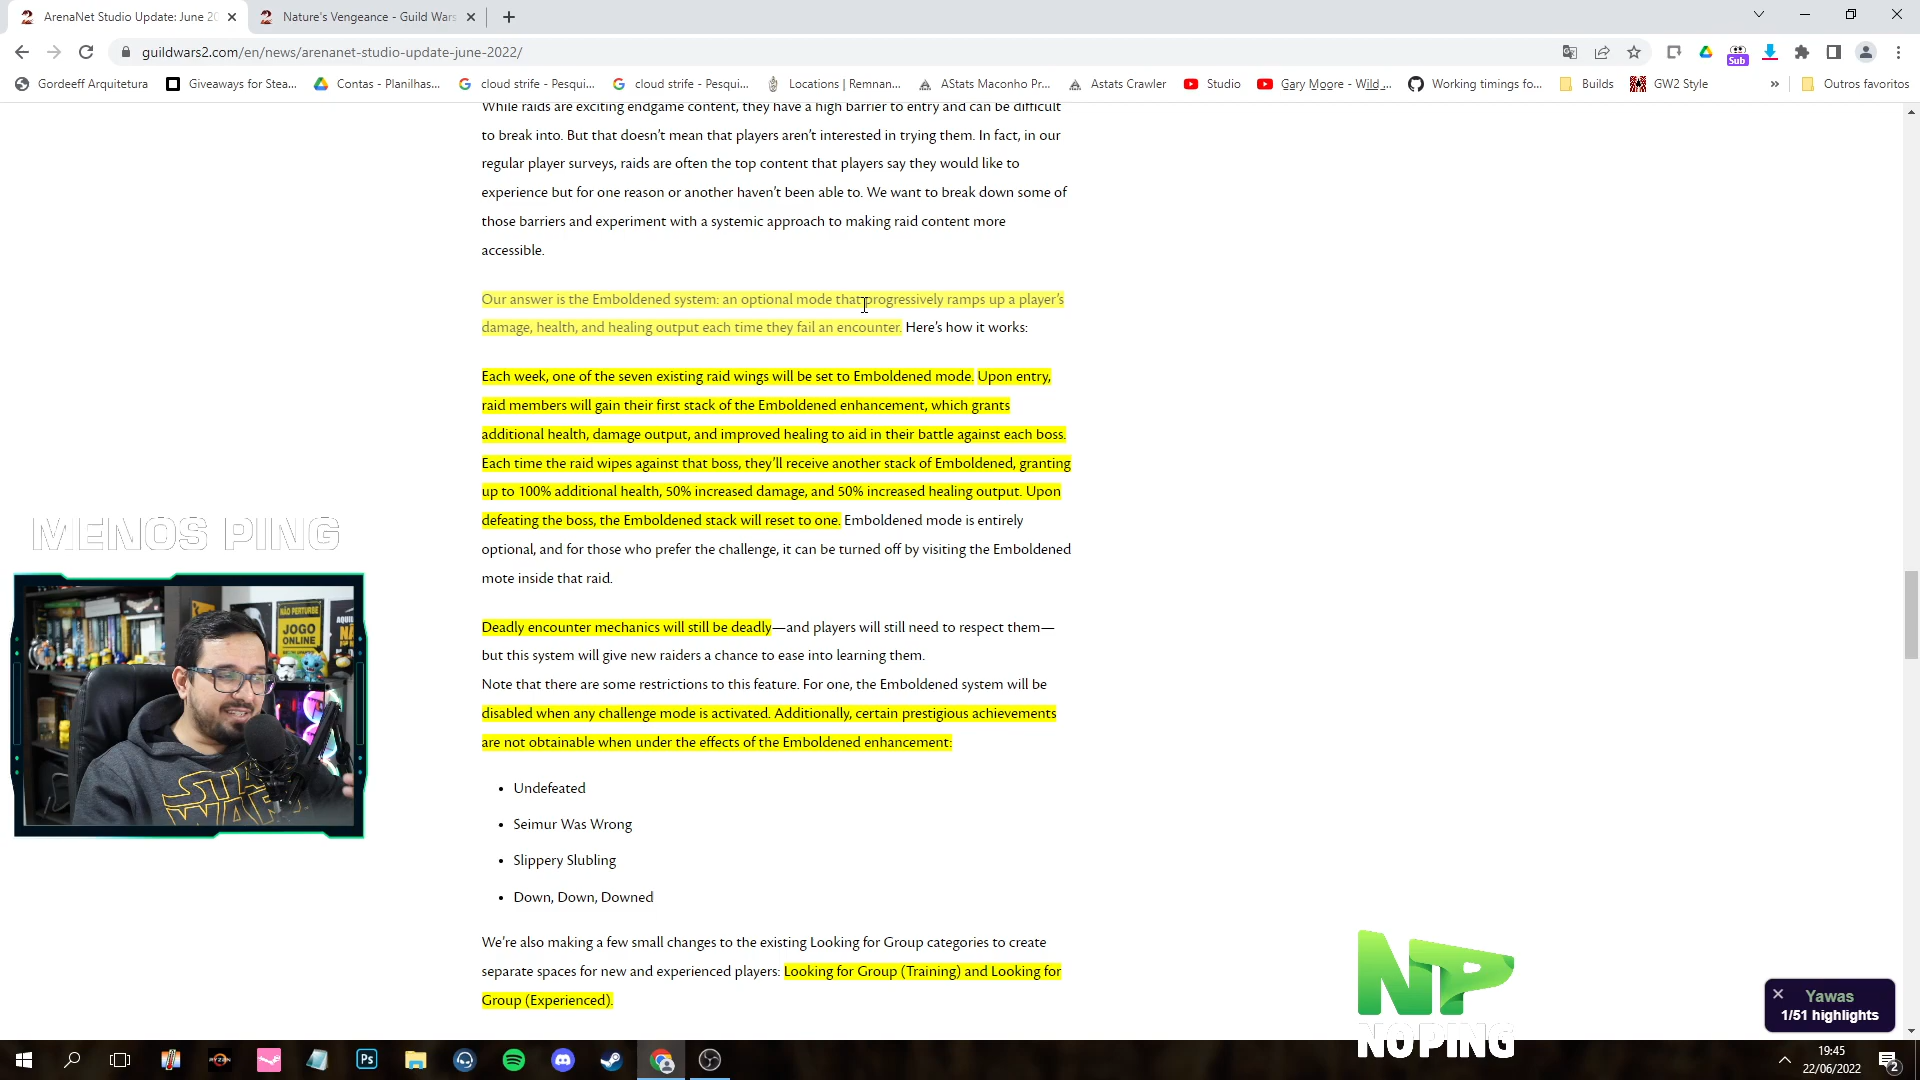 ArenaNet Studio Update: June 20
Nature's Vengeance - Guild Wars
guildwars2.com/en/news/arenanet-studio-update-june-2022/
Sub
Gordeeff Arquitetura
Giveaways for Stea...
Contas - Planilhas...
cloud strife - Pesqui...
cloud strife - Pesqui...
Locations | Remnan...
AStats Maconho Pr...
Astats Crawler
Studio
Gary Moore - Wild ...
Working timings fo...
Builds
GW2 Style
»
Outros favoritos
While raids are exciting endgame content, they have a high barrier to entry and can be difficult
to break into. But that doesn't mean that players aren't interested in trying them. In fact, in our
regular player surveys, raids are often the top content that players say they would like to
experience but for one reason or another haven't been able to. We want to break down some of
those barriers and experiment with a systemic approach to making raid content more
accessible.
Our answer is the Emboldened system: an optional mode that progressively ramps up a player's
damage, health, and healing output each time they fail an encounter. Here's how it works:
Each week, one of the seven existing raid wings will be set to Emboldened mode. Upon entry,
raid members will gain their first stack of the Emboldened enhancement, which grants
additional health, damage output, and improved healing to aid in their battle against each boss.
Each time the raid wipes against that boss, they'll receive another stack of Emboldened, granting
up to 100% additional health, 50% increased damage, and 50% increased healing output. Upon
defeating the boss, the Emboldened stack will reset to one. Emboldened mode is entirely
optional, and for those who prefer the challenge, it can be turned off by visiting the Emboldened
mote inside that raid.
Deadly encounter mechanics will still be deadly—and players will still need to respect them—
but this system will give new raiders a chance to ease into learning them.
Note that there are some restrictions to this feature. For one, the Emboldened system will be
disabled when any challenge mode is activated. Additionally, certain prestigious achievements
are not obtainable when under the effects of the Emboldened enhancement:
• Undefeated
• Seimur Was Wrong
• Slippery Slubling
• Down, Down, Downed
We're also making a few small changes to the existing Looking for Group categories to create
separate spaces for new and experienced players: Looking for Group (Training) and Looking for
Group (Experienced).
MENOS PING
NÃO PERTURBE
JOGO
ONLINE
STAR
WARS
NP
NOPING
Yawas
1/51 highlights
Ps
19:45
22/06/2022
2